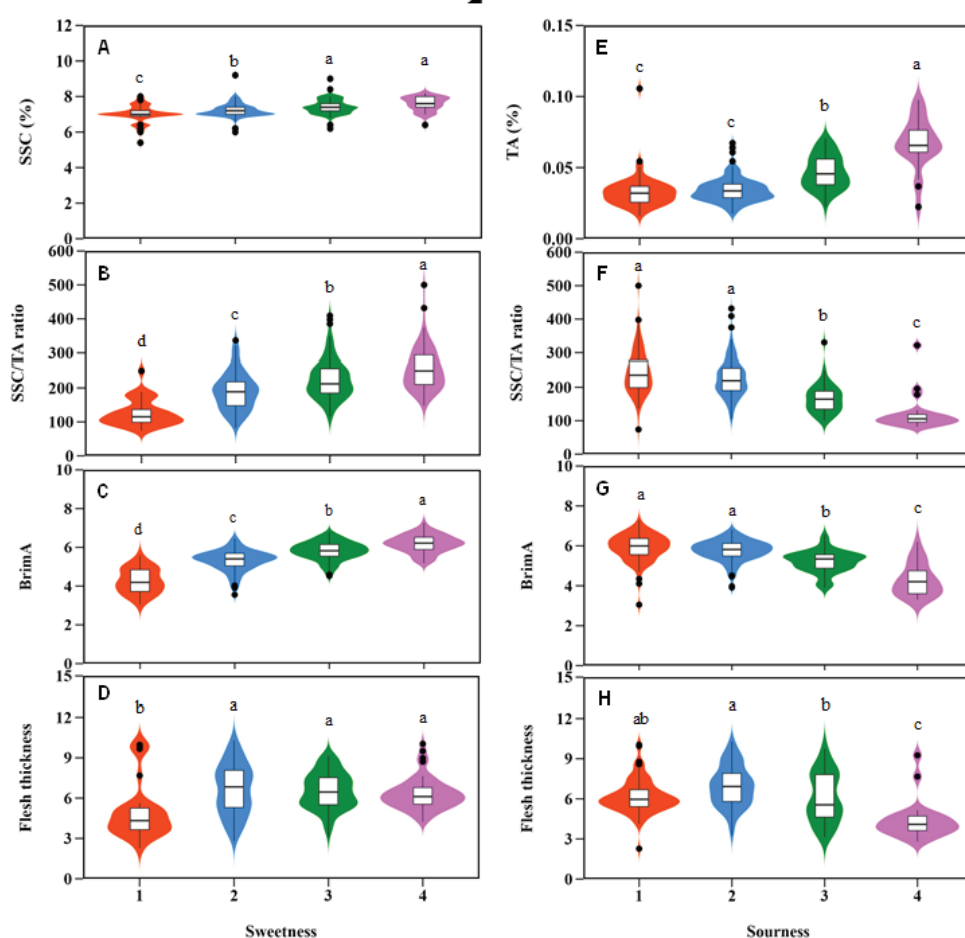 A
SSC (%)
12
10
8
6
4
2
0
c
b
a
a
B
SSC/TA ratio
600
500
400
300
200
100
0
d
c
b
a
C
BrimA
10
8
6
4
2
0
d
c
b
a
D
Flesh thickness
15
12
9
6
3
0
b
a
a
a
1 2 3 4
Sweetness
E
TA (%)
0.15
0.10
0.05
0.00
c
c
b
a
F
SSC/TA ratio
600
500
400
300
200
100
0
a
a
b
c
G
BrimA
10
8
6
4
2
0
a
a
b
c
H
Flesh thickness
15
12
9
6
3
0
ab
a
b
c
1 2 3 4
Sourness